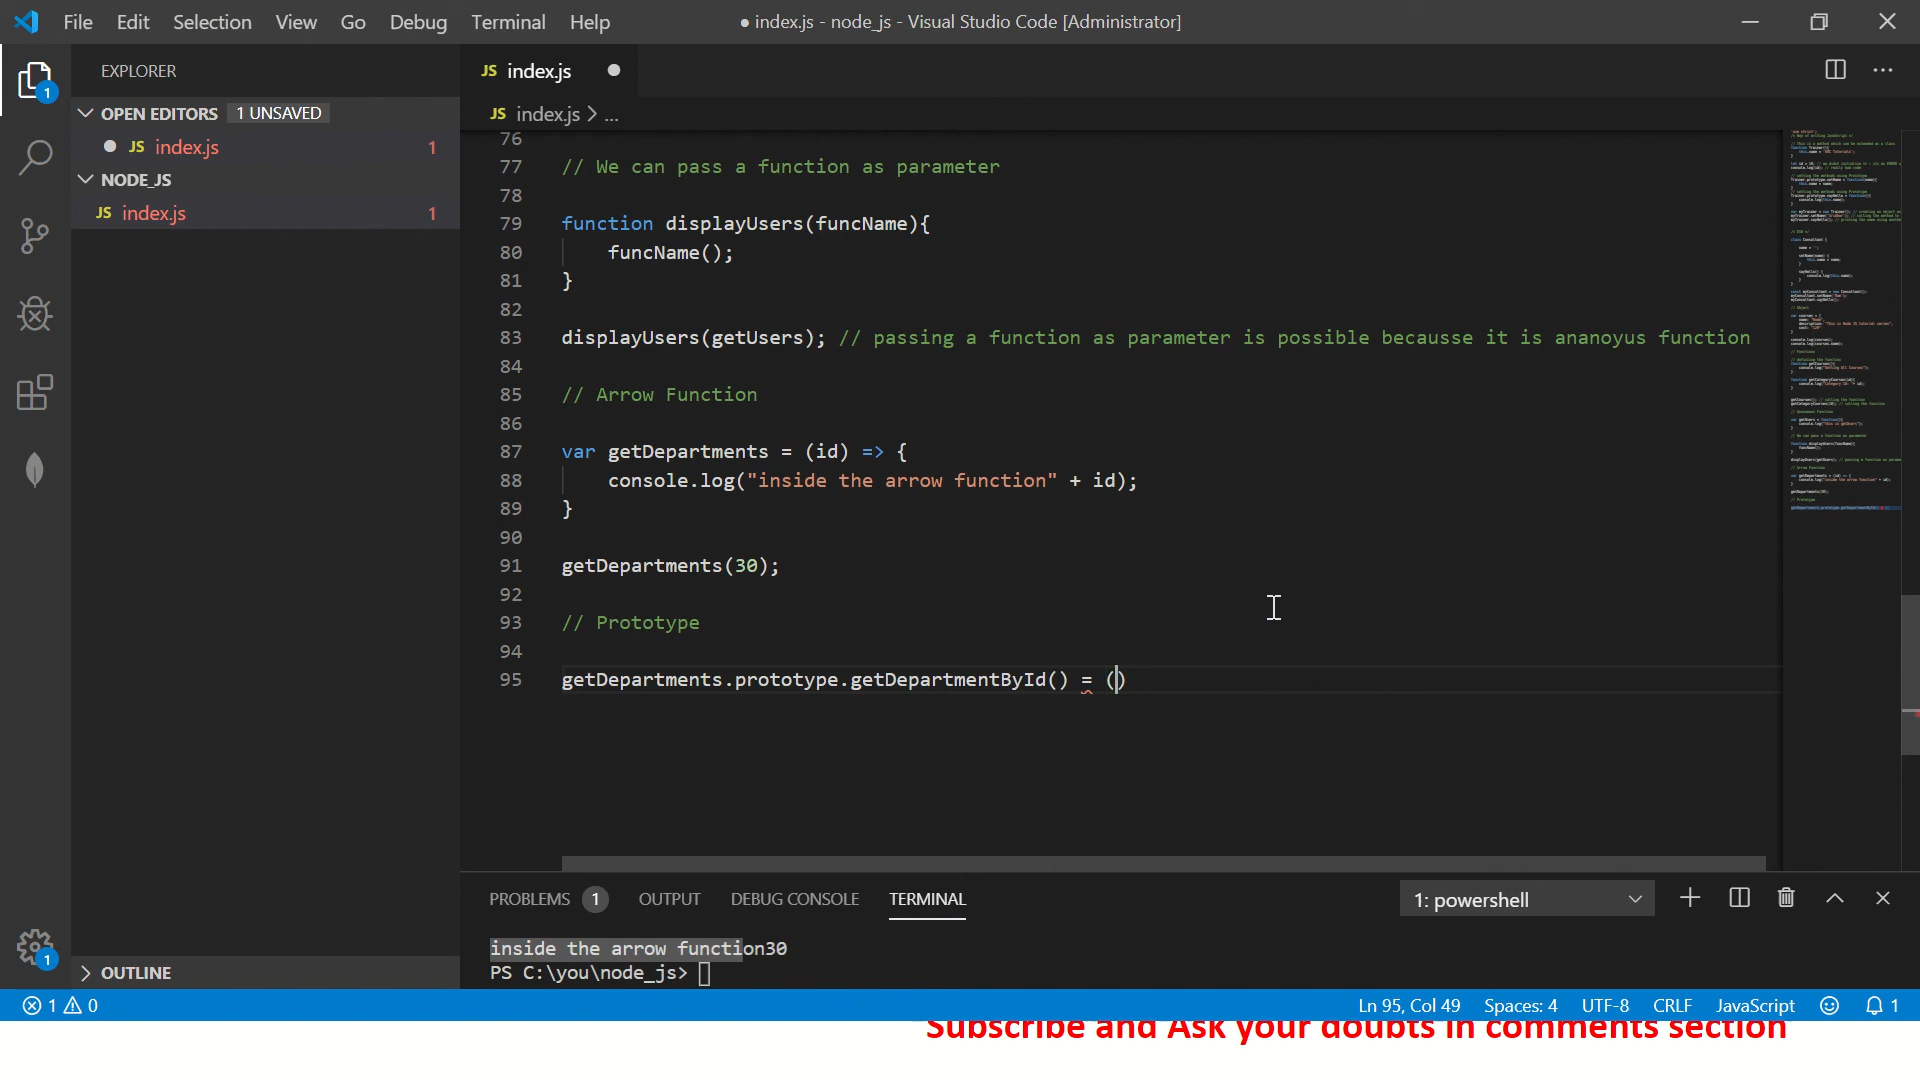 File Edit Selection View Go Debug Terminal Help
● index.js - node_js - Visual Studio Code [Administrator]
EXPLORER
OPEN EDITORS 1 UNSAVED
JS index.js 1
NODE_JS
JS index.js 1
OUTLINE
1
1
JS index.js
JS index.js > ...
76
77 // We can pass a function as parameter
78
79 function displayUsers(funcName){
80 funcName();
81 }
82
83 displayUsers(getUsers); // passing a function as parameter is possible becausse it is ananoyus function
84
85 // Arrow Function
86
87 var getDepartments = (id) => {
88 console.log("inside the arrow function" + id);
89 }
90
91 getDepartments(30);
92
93 // Prototype
94
95 getDepartments.prototype.getDepartmentById() = ()
PROBLEMS 1 OUTPUT DEBUG CONSOLE TERMINAL
1: powershell
inside the arrow function30
PS C:\you\node_js>
1 0
Ln 95, Col 49 Spaces: 4 UTF-8 CRLF JavaScript 1
Subscribe and Ask your doubts in comments section